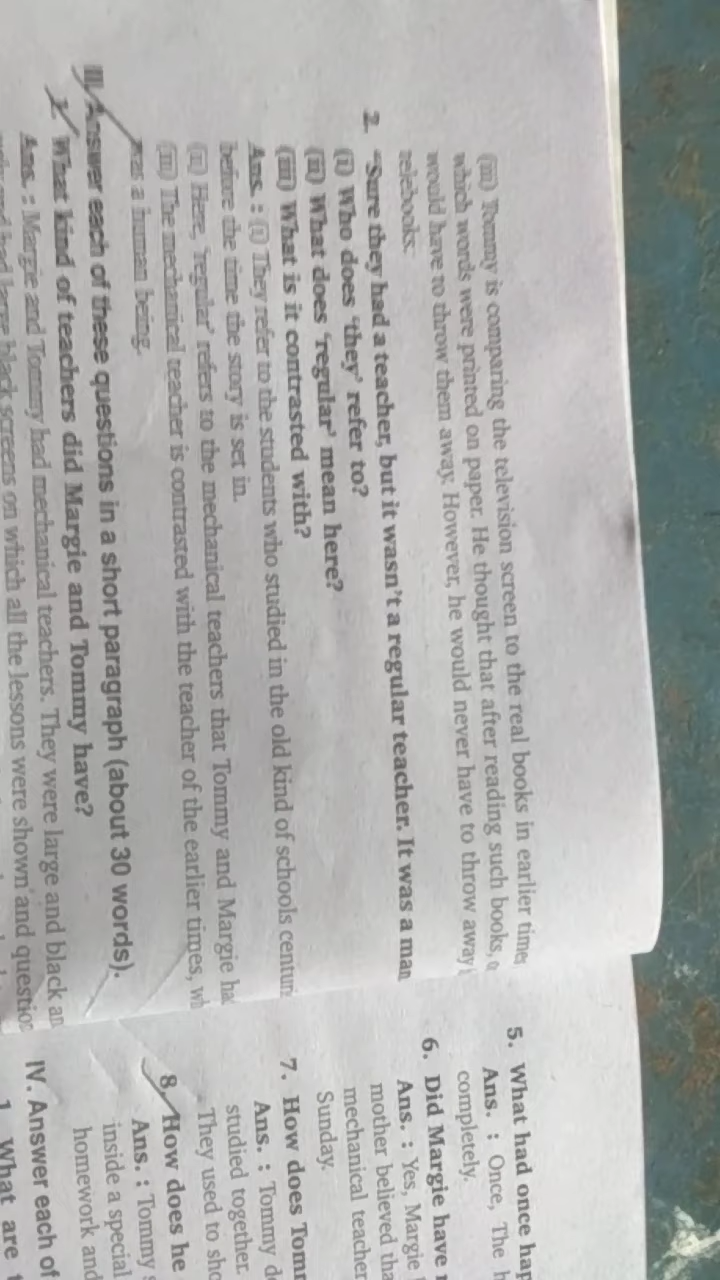 (iii) Tommy is comparing the television screen to the real books in earlier times
which words were printed on paper. He thought that after reading such books,
would have to throw them away. However, he would never have to throw away
telebooks.
2. "Sure they had a teacher, but it wasn't a regular teacher. It was a man
(i) Who does 'they' refer to?
(ii) What does 'regular' mean here?
(iii) What is it contrasted with?
Ans. : (i) They refer to the students who studied in the old kind of schools centuri
before the time the story is set in.
(ii) Here, 'regular' refers to the mechanical teachers that Tommy and Margie ha
(iii) The mechanical teacher is contrasted with the teacher of the earlier times, wh
was a human being.
III. Answer each of these questions in a short paragraph (about 30 words).
1. What kind of teachers did Margie and Tommy have?
Ans. : Margie and Tommy had mechanical teachers. They were large and black an
large black screens on which all the lessons were shown and question
5. What had once hap
Ans. : Once, The h
completely.
6. Did Margie have
Ans. : Yes, Margie
mother believed tha
mechanical teacher
Sunday.
7. How does Tomm
Ans. : Tommy d
studied together.
They used to sho
8. How does he
Ans. : Tommy s
inside a special
homework and
IV. Answer each of
1. What are t